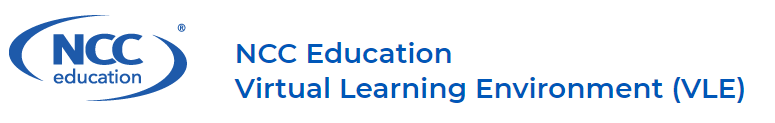 NCC
education
®
NCC Education
Virtual Learning Environment (VLE)